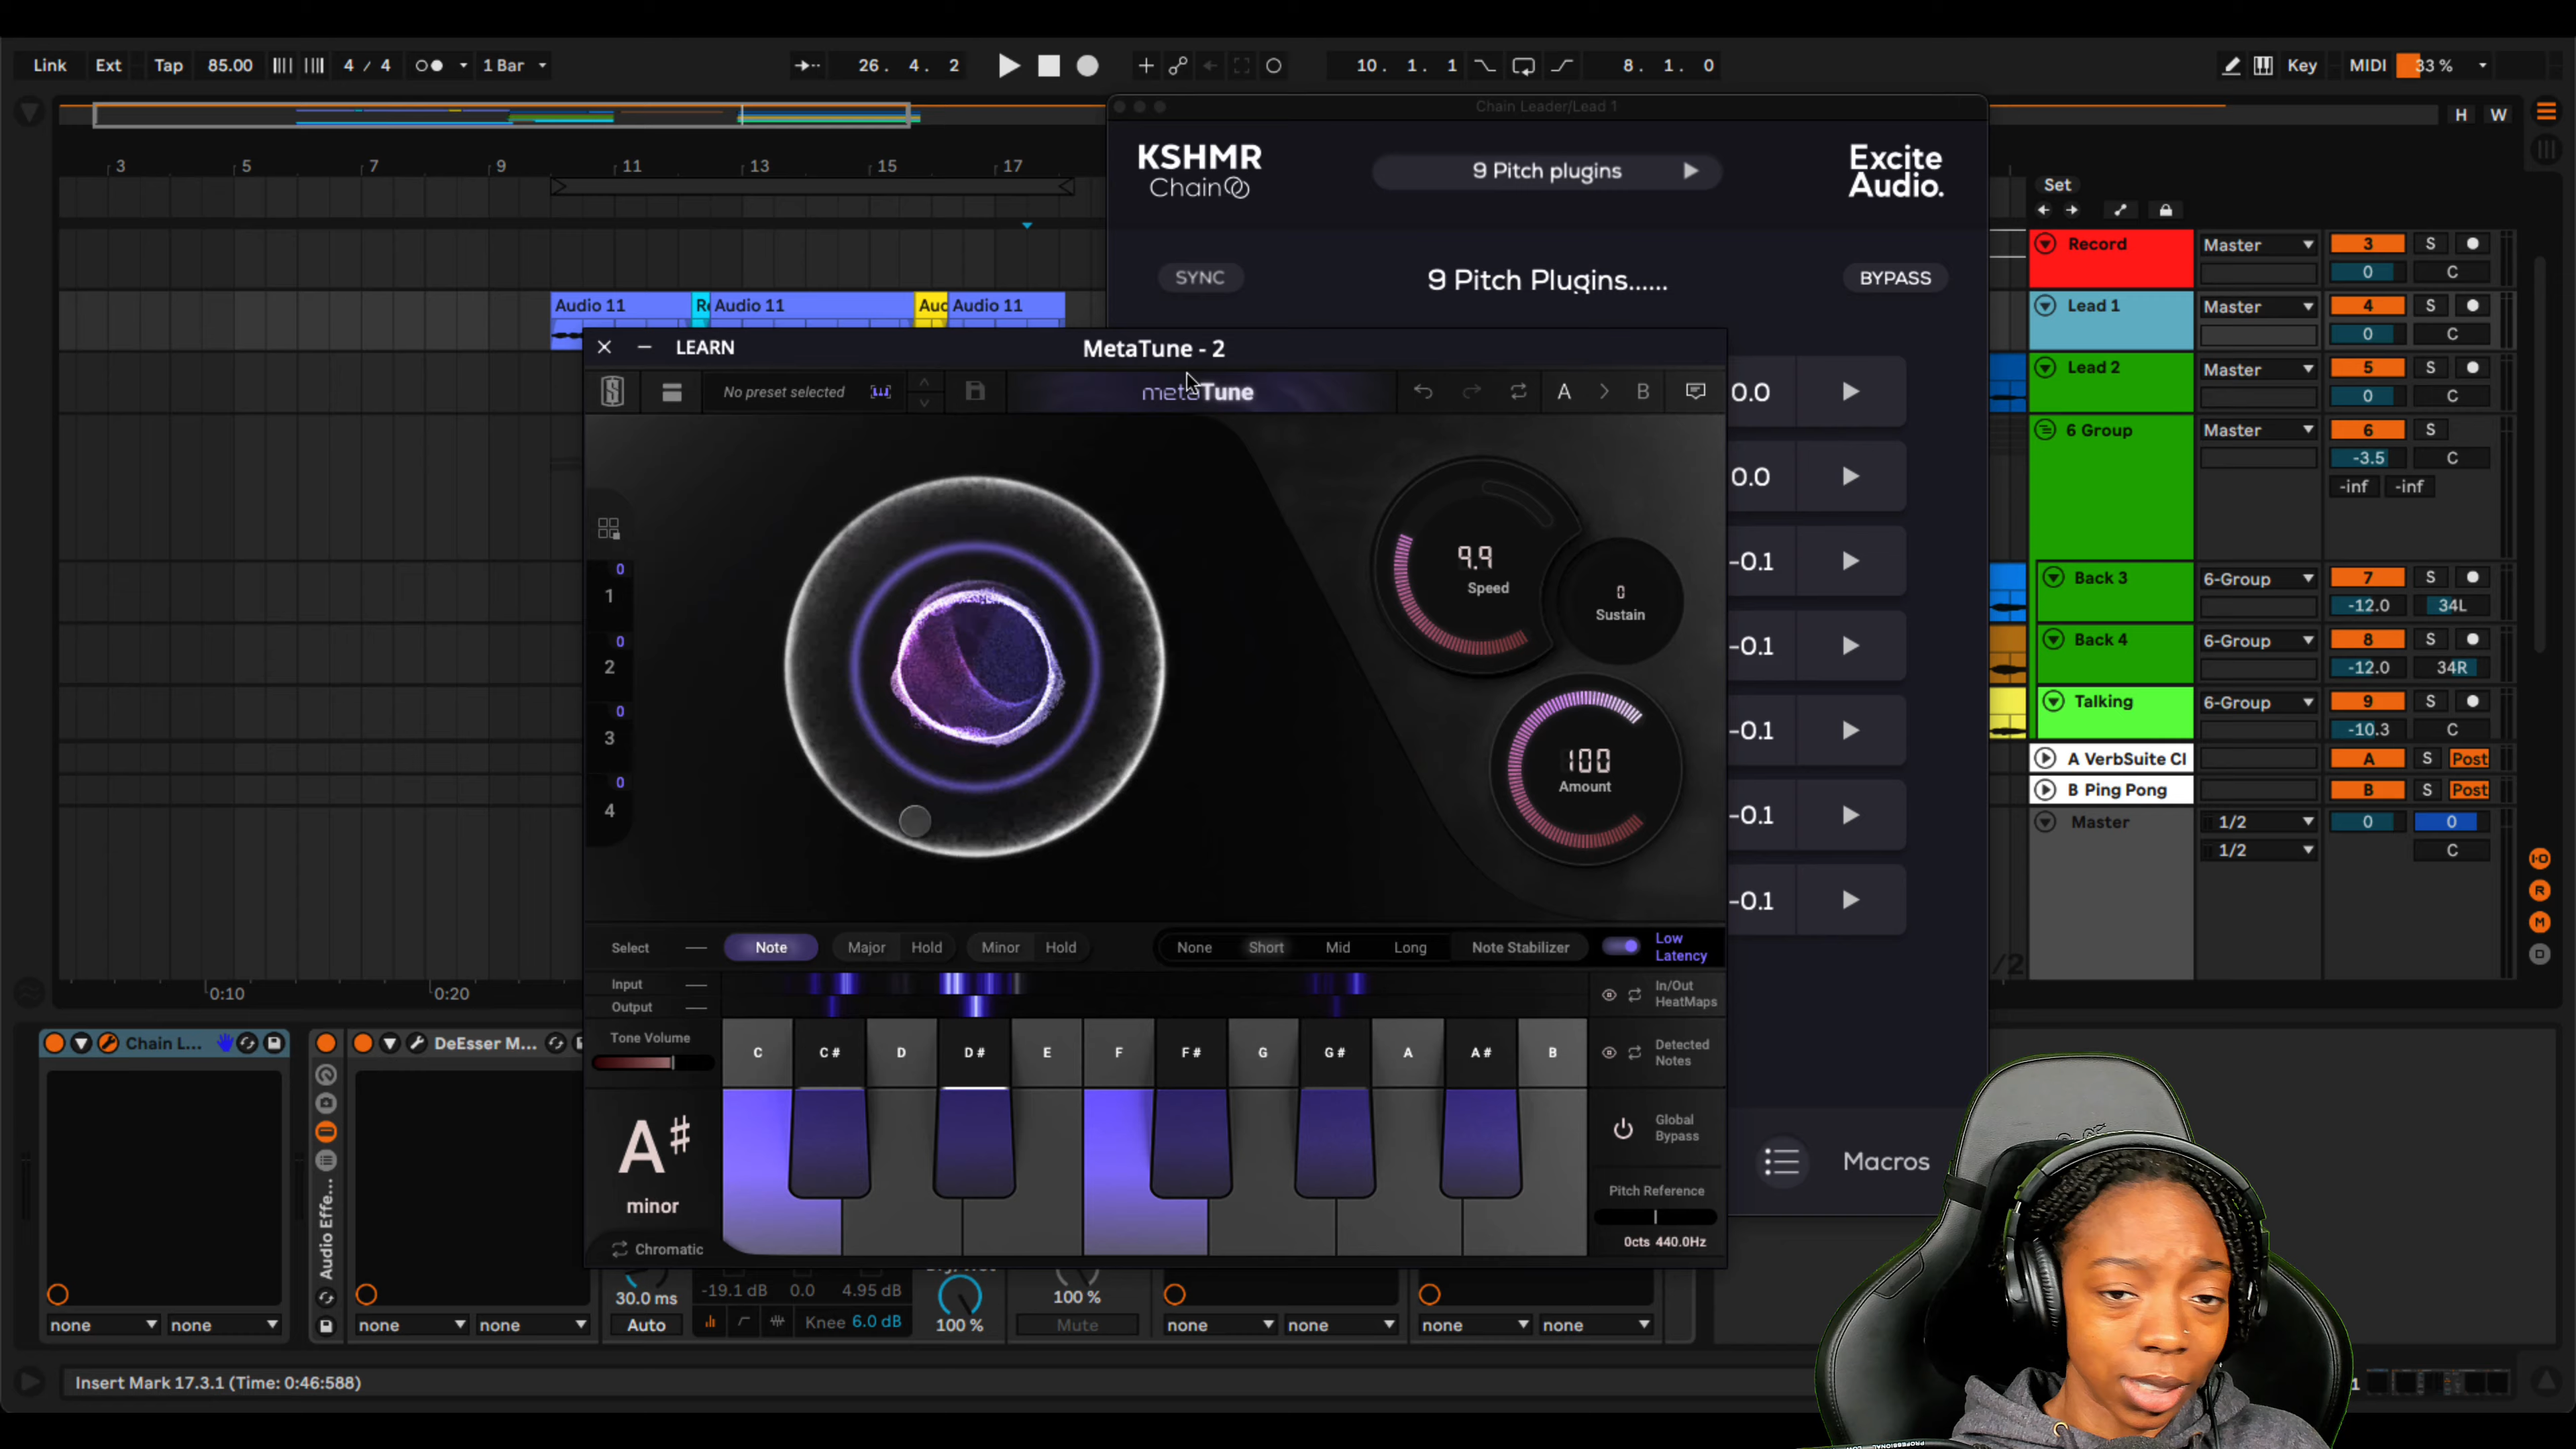 Link Ext Tap 85.00 4 / 4 1 Bar 26. 4. 2 10. 1. 1 8. 1. 0 Key MIDI 33 %
Chain Leader/Lead 1
H W
3 5 7 9 11 13 15 17
KSHMR
Chain
9 Pitch plugins
Excite
Audio.
Set
SYNC
9 Pitch Plugins......
BYPASS
Record Master 3 S
0 C
Audio 11 Audio 11 Audio 11
Lead 1 Master 4 S
0 C
× – LEARN
MetaTune - 2
Lead 2 Master 5 S
0 C
No preset selected
metaTune
A > B
0.0
6 Group Master 6 S
-3.5 C
-inf -inf
0.0
9.9
Speed
0
Sustain
-0.1
0
1
0
2
0
3
0
4
Back 3 6-Group 7 S
-12.0 34L
Back 4 6-Group 8 S
-12.0 34R
-0.1
Talking 6-Group 9 S
-10.3 C
-0.1
100
Amount
A VerbSuite Cl A S Post
B Ping Pong B S Post
Master 1/2 0 0
1/2 C
-0.1
-0.1
I-O
R
M
D
Select Note Major Hold Minor Hold None Short Mid Long Note Stabilizer
Low
Latency
/2
Input
Output
In/Out
HeatMaps
0:10 0:20
Tone Volume
C C# D D# E F F# G G# A A# B
Detected
Notes
Chain L... DeEsser M...
A#
minor
Chromatic
Global
Bypass
Pitch Reference
0cts 440.0Hz
Macros
Audio Effe...
30.0 ms -19.1 dB 0.0 4.95 dB 100 %
none none none none Auto Knee 6.0 dB 100 % Mute none none none none
Insert Mark 17.3.1 (Time: 0:46:588)